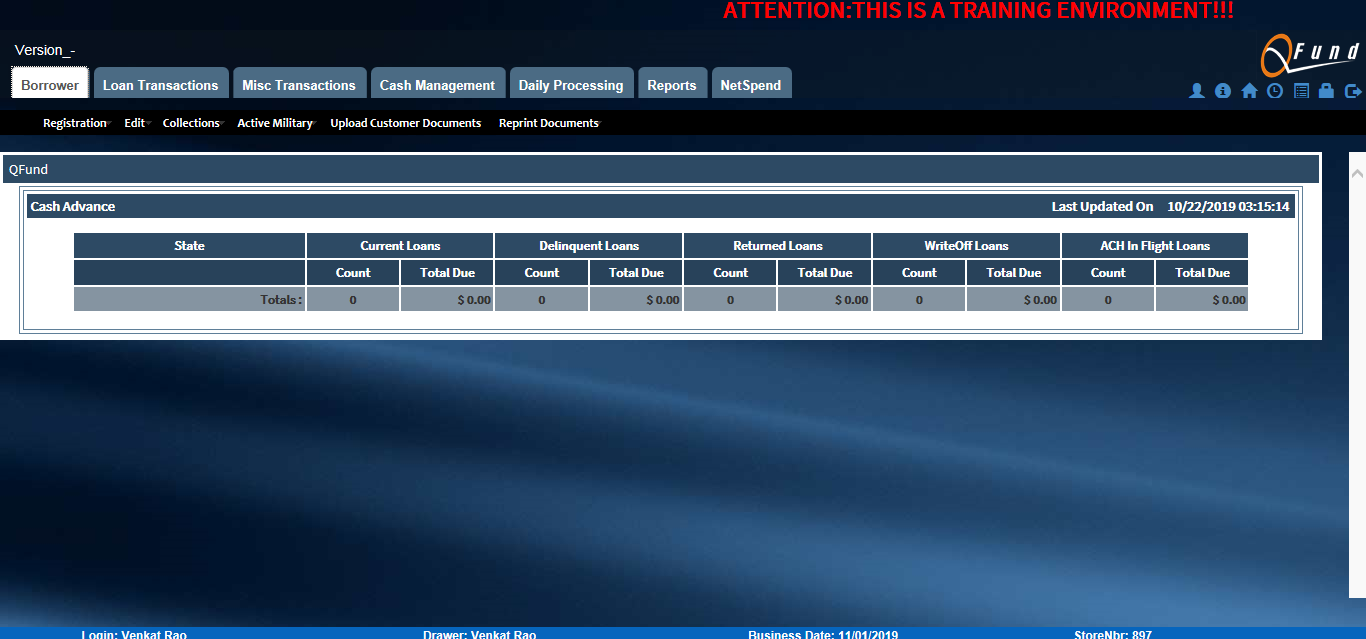 ATTENTION:THIS IS A TRAINING ENVIRONMENT!!!
Version_-
QFund
Borrower Loan Transactions Misc Transactions Cash Management Daily Processing Reports NetSpend
Registration Edit Collections Active Military Upload Customer Documents Reprint Documents
QFund
Cash Advance Last Updated On 10/22/2019 03:15:14
State Current Loans Delinquent Loans Returned Loans WriteOff Loans ACH In Flight Loans
Count Total Due Count Total Due Count Total Due Count Total Due Count Total Due
Totals : 0 $ 0.00 0 $ 0.00 0 $ 0.00 0 $ 0.00 0 $ 0.00
Login: Venkat Rao Drawer: Venkat Rao Business Date: 11/01/2019 StoreNbr: 897